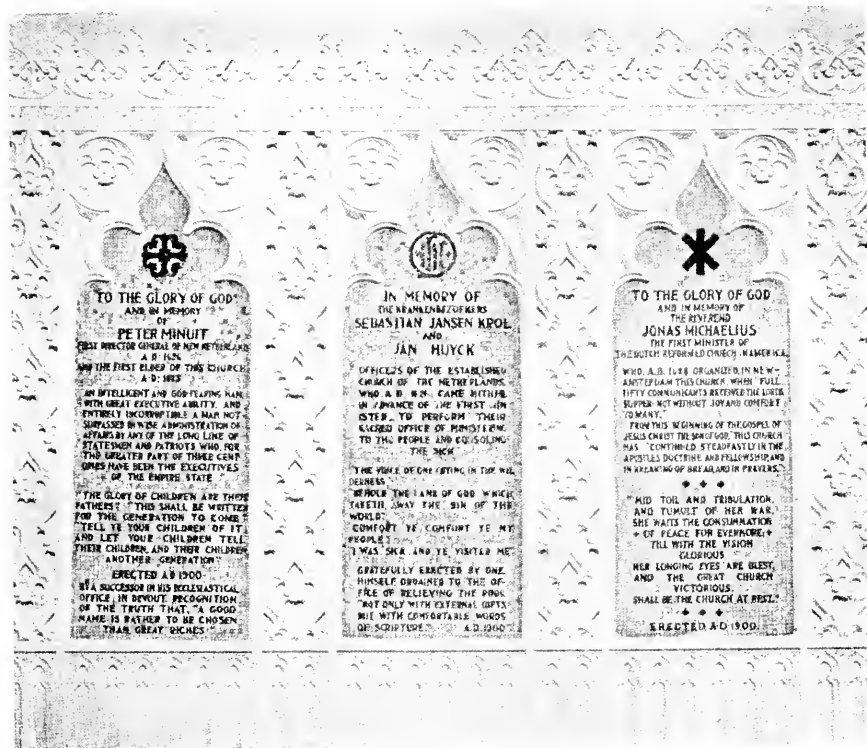 TO THE GLORY OF GOD
AND IN MEMORY
OF
PETER MINUIT
FIRST DIRECTOR GENERAL OF NEW NETHERLAND
A·D· 1626
AND THE FIRST ELDER OF THIS CHURCH
A·D· 1628
AN INTELLIGENT AND GOD FEARING MAN
WITH GREAT EXECUTIVE ABILITY, AND
ENTIRELY INCORRUPTIBLE A MAN NOT
SURPASSED IN WISE ADMINISTRATION OF
AFFAIRS BY ANY OF THE LONG LINE OF
STATESMEN AND PATRIOTS WHO, FOR
THE GREATER PART OF THREE CENT
URIES HAVE BEEN THE EXECUTIVES
OF THE EMPIRE STATE
"THE GLORY OF CHILDREN ARE THEIR
FATHERS" "THIS SHALL BE WRITTEN
FOR THE GENERATION TO COME"
"TELL YE YOUR CHILDREN OF IT,
AND LET YOUR CHILDREN TELL
THEIR CHILDREN, AND THEIR CHILDREN
ANOTHER GENERATION"
ERECTED A·D 1900
BY A SUCCESSOR IN HIS ECCLESIASTICAL
OFFICE, IN DEVOUT RECOGNITION
OF THE TRUTH THAT, "A GOOD
NAME IS RATHER TO BE CHOSEN
THAN GREAT RICHES"
IN MEMORY OF
THE KRANKENBEZOEKERS
SEBASTIAN JANSEN KROL
AND
JAN HUYCK
OFFICERS OF THE ESTABLISHED
CHURCH OF THE NETHERLANDS,
WHO A.D. 1626, CAME HITHER,
IN ADVANCE OF THE FIRST MIN
ISTER, TO PERFORM THEIR
SACRED OFFICE OF MINISTERING
TO THE PEOPLE AND CONSOLING
THE SICK
"THE VOICE OF ONE CRYING IN THE WIL
DERNESS"
"BEHOLD THE LAMB OF GOD WHICH
TAKETH AWAY THE SIN OF THE
WORLD"
"COMFORT YE COMFORT YE MY
PEOPLE"
"I WAS SICK AND YE VISITED ME"
GRATEFULLY ERECTED BY ONE
HIMSELF ORDAINED TO THE OF-
FICE OF RELIEVING THE POOR
"NOT ONLY WITH EXTERNAL GIFTS
BUT WITH COMFORTABLE WORDS
OF SCRIPTURE" A.D. 1900
TO THE GLORY OF GOD
AND IN MEMORY OF
THE REVEREND
JONAS MICHAELIUS
THE FIRST MINISTER OF
THE DUTCH REFORMED CHURCH IN AMERICA,
WHO, A.D. 1628 ORGANIZED, IN NEW-
AMSTERDAM THIS CHURCH, WHEN "FULL
FIFTY COMMUNICANTS RECEIVED THE LORDS
SUPPER NOT WITHOUT JOY AND COMFORT
TO MANY."
FROM THIS BEGINNING OF THE GOSPEL OF
JESUS CHRIST THE SON OF GOD, THIS CHURCH
HAS "CONTINUED STEADFASTLY IN THE
APOSTLES DOCTRINE AND FELLOWSHIP, AND
IN BREAKING OF BREAD, AND IN PRAYERS."
"MID TOIL AND TRIBULATION,
AND TUMULT OF HER WAR,
SHE WAITS THE CONSUMMATION
OF PEACE FOR EVERMORE;
TILL WITH THE VISION
GLORIOUS
HER LONGING EYES ARE BLEST,
AND THE GREAT CHURCH
VICTORIOUS,
SHALL BE THE CHURCH AT REST."
ERECTED A·D 1900